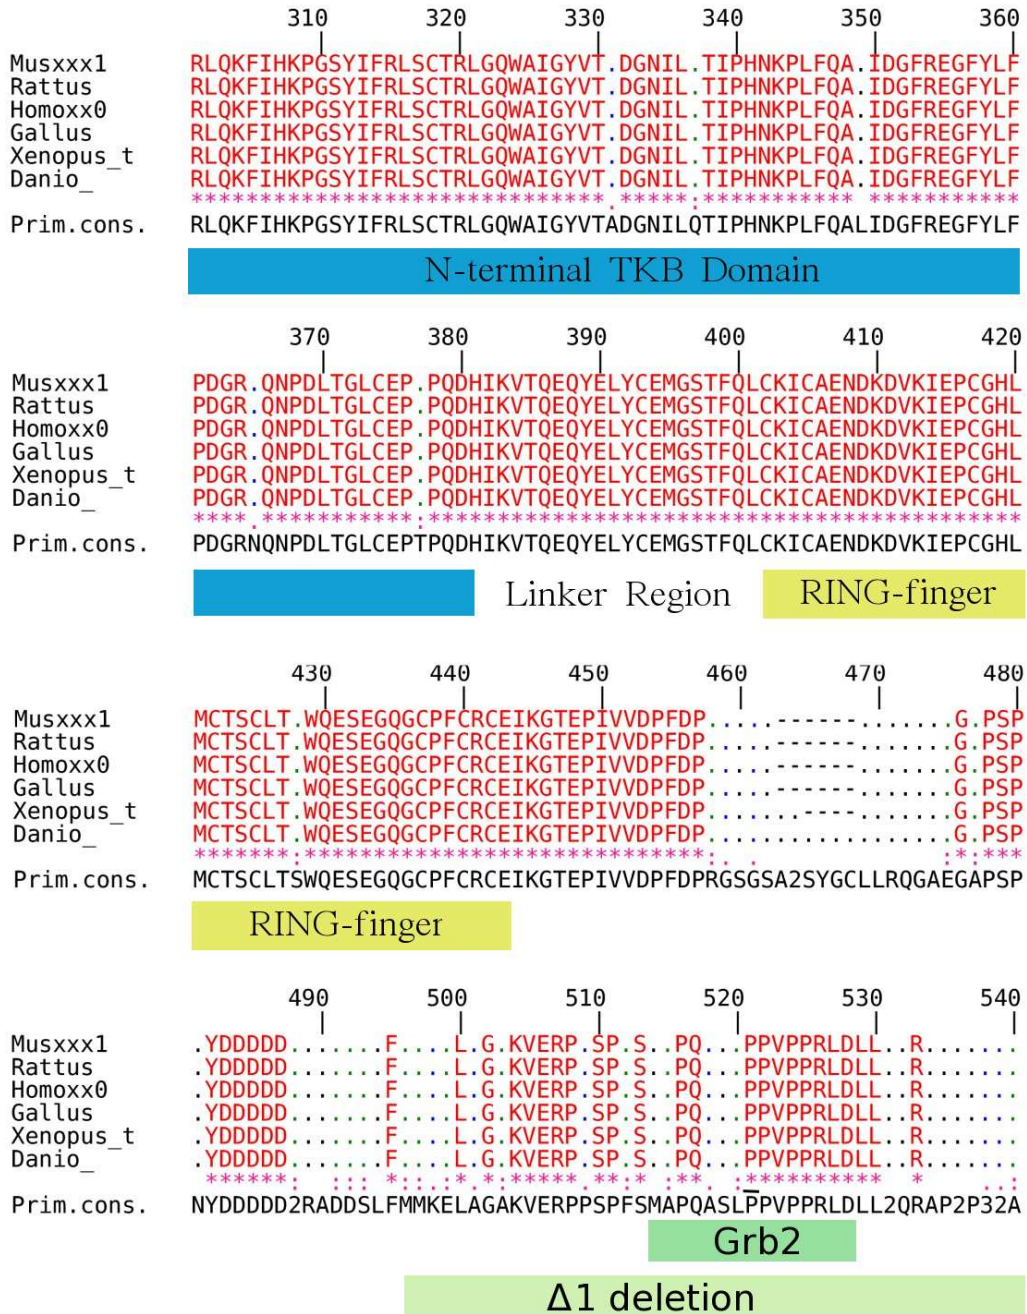 310 320 330 340 350 360
Musxxx1 RLQKFIHKPGSYIFRLSCTRLGQWAIGYVT.DGNIL.TIPHNKPLFQA.IDGFREGFYLF
Rattus RLQKFIHKPGSYIFRLSCTRLGQWAIGYVT.DGNIL.TIPHNKPLFQA.IDGFREGFYLF
Homoxx0 RLQKFIHKPGSYIFRLSCTRLGQWAIGYVT.DGNIL.TIPHNKPLFQA.IDGFREGFYLF
Gallus RLQKFIHKPGSYIFRLSCTRLGQWAIGYVT.DGNIL.TIPHNKPLFQA.IDGFREGFYLF
Xenopus_t RLQKFIHKPGSYIFRLSCTRLGQWAIGYVT.DGNIL.TIPHNKPLFQA.IDGFREGFYLF
Danio_ RLQKFIHKPGSYIFRLSCTRLGQWAIGYVT.DGNIL.TIPHNKPLFQA.IDGFREGFYLF
******************************.*****:*********** ***********
Prim.cons. RLQKFIHKPGSYIFRLSCTRLGQWAIGYVTADGNILQTIPHNKPLFQALIDGFREGFYLF
N-terminal TKB Domain
370 380 390 400 410 420
Musxxx1 PDGR.QNPDLTGLCEP.PQDHIKVTQEQYELYCEMGSTFQLCKICAENDKDVKIEPCGHL
Rattus PDGR.QNPDLTGLCEP.PQDHIKVTQEQYELYCEMGSTFQLCKICAENDKDVKIEPCGHL
Homoxx0 PDGR.QNPDLTGLCEP.PQDHIKVTQEQYELYCEMGSTFQLCKICAENDKDVKIEPCGHL
Gallus PDGR.QNPDLTGLCEP.PQDHIKVTQEQYELYCEMGSTFQLCKICAENDKDVKIEPCGHL
Xenopus_t PDGR.QNPDLTGLCEP.PQDHIKVTQEQYELYCEMGSTFQLCKICAENDKDVKIEPCGHL
Danio_ PDGR.QNPDLTGLCEP.PQDHIKVTQEQYELYCEMGSTFQLCKICAENDKDVKIEPCGHL
****.***********:*******************************************
Prim.cons. PDGRNQNPDLTGLCEPTPQDHIKVTQEQYELYCEMGSTFQLCKICAENDKDVKIEPCGHL
Linker Region RING-finger
430 440 450 460 470 480
Musxxx1 MCTSCLT.WQESEGQGCPFCRCEIKGTEPIVVDPFDP.....------.......G.PSP
Rattus MCTSCLT.WQESEGQGCPFCRCEIKGTEPIVVDPFDP.....------.......G.PSP
Homoxx0 MCTSCLT.WQESEGQGCPFCRCEIKGTEPIVVDPFDP.....------.......G.PSP
Gallus MCTSCLT.WQESEGQGCPFCRCEIKGTEPIVVDPFDP.....------.......G.PSP
Xenopus_t MCTSCLT.WQESEGQGCPFCRCEIKGTEPIVVDPFDP.......----.......G.PSP
Danio_ MCTSCLT.WQESEGQGCPFCRCEIKGTEPIVVDPFDP..................G.PSP
*******:*****************************:. .             :*:***
Prim.cons. MCTSCLTSWQESEGQGCPFCRCEIKGTEPIVVDPFDPRGSGSA2SYGCLLRQGAEGAPSP
RING-finger
490 500 510 520 530 540
Musxxx1 .YDDDDD.......F....L.G.KVERP.SP.S..PQ...PPVPPRLDLL..R.......
Rattus .YDDDDD.......F....L.G.KVERP.SP.S..PQ...PPVPPRLDLL..R.......
Homoxx0 .YDDDDD.......F....L.G.KVERP.SP.S..PQ...PPVPPRLDLL..R.......
Gallus .YDDDDD.......F....L.G.KVERP.SP.S..PQ...PPVPPRLDLL..R.......
Xenopus_t .YDDDDD.......F....L.G.KVERP.SP.S..PQ...PPVPPRLDLL..R.......
Danio_ .YDDDDD.......F....L.G.KVERP.SP.S..PQ...PPVPPRLDLL..R.......
 ******:  :::  *: ..*:*:*****:**:* :** :**********  *    ..:
Prim.cons. NYDDDDD2RADDSLFMMKELAGAKVERPPSPFSMAPQASLPPVPPRLDLL2QRAP2P32A
Grb2
Δ1 deletion